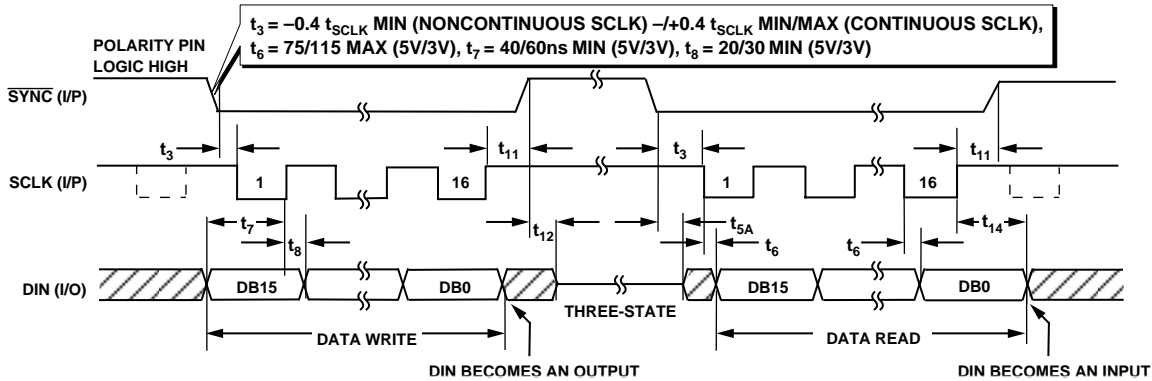 t3 = –0.4 tSCLK MIN (NONCONTINUOUS SCLK) –/+0.4 tSCLK MIN/MAX (CONTINUOUS SCLK),
t6 = 75/115 MAX (5V/3V), t7 = 40/60ns MIN (5V/3V), t8 = 20/30 MIN (5V/3V)
POLARITY PIN
LOGIC HIGH
SYNC (I/P)
t3
t11
t3
t11
SCLK (I/P)
1
16
1
16
t7
t8
t12
t5A
t6
t6
t14
DIN (I/O)
DB15
DB0
THREE-STATE
DB15
DB0
DATA WRITE
DATA READ
DIN BECOMES AN OUTPUT
DIN BECOMES AN INPUT